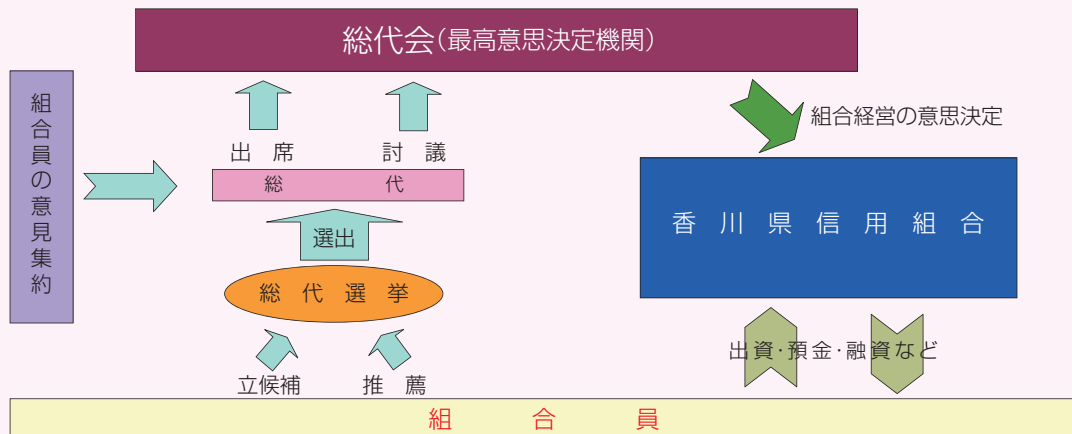 総代会(最高意思決定機関)
組合員の意見集約
組合経営の意思決定
出席
討議
総代
香川県信用組合
選出
総代選挙
出資・預金・融資など
立候補
推薦
組合員